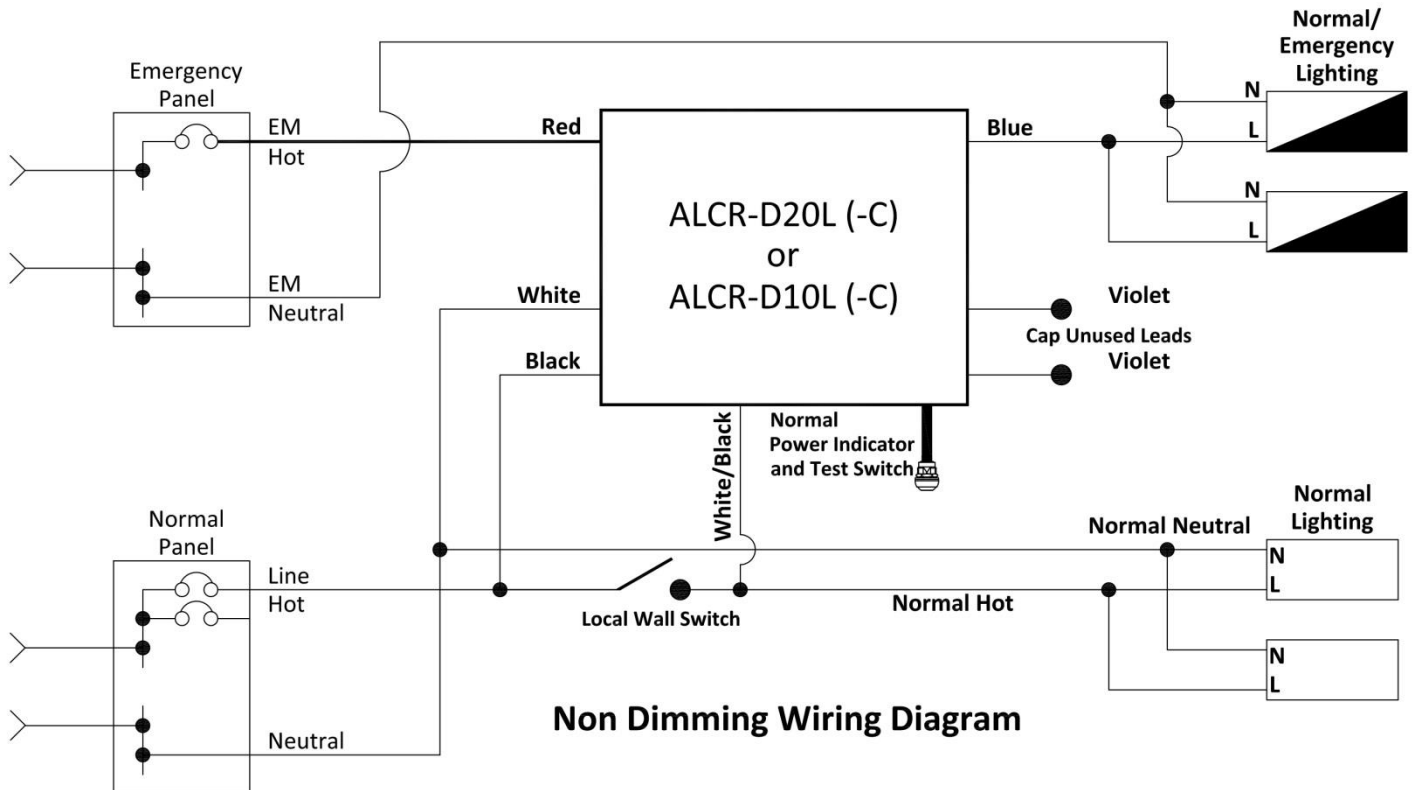 Normal/
Emergency
Lighting
Emergency
Panel
EM
Hot
Red
Blue
N
L
N
L
ALCR-D20L (-C)
or
ALCR-D10L (-C)
EM
Neutral
White
Black
Violet
Cap Unused Leads
Violet
White/Black
Normal
Power Indicator
and Test Switch
Normal
Panel
Line
Hot
Local Wall Switch
Normal Hot
Normal Neutral
Normal
Lighting
N
L
N
L
Neutral
Non Dimming Wiring Diagram